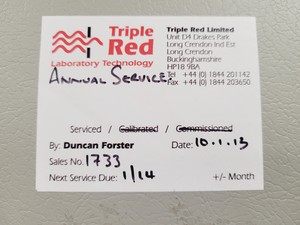 Triple
Red
Laboratory Technology
Triple Red Limited
Unit D4 Drakes Park
Long Crendon Ind Est
Long Crendon
Buckinghamshire
HP18 9BA
Tel +44 (0) 1844 201142
Fax +44 (0) 1844 203650
ANNUAL SERVICE.
Serviced / Calibrated / Commissioned
By: Duncan Forster Date: 10.1.13
Sales No. 1733
Next Service Due: 1/14 +/- Month